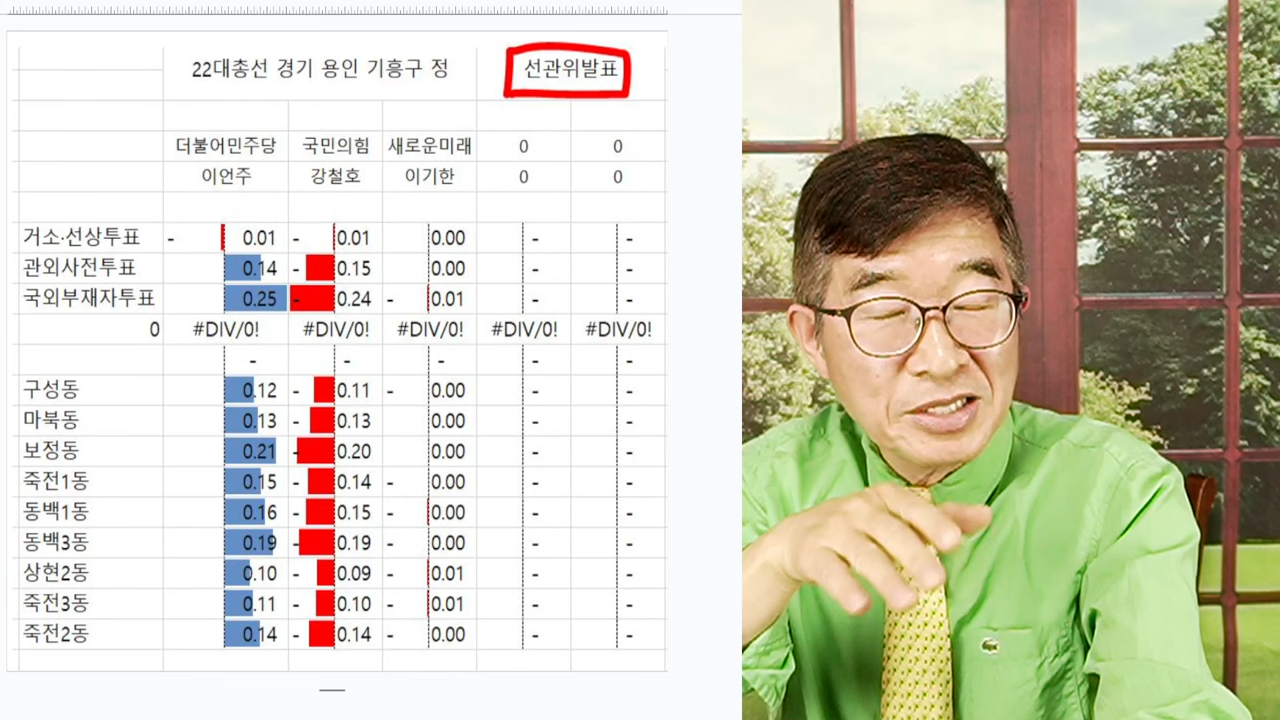 22대총선 경기 용인 기흥구 정 선관위발표
더불어민주당 국민의힘 새로운미래 0 0
이언주 강철호 이기한 0 0
거소·선상투표 - 0.01 - 0.01 0.00 - -
관외사전투표 0.14 - 0.15 0.00 - -
국외부재자투표 0.25 - 0.24 - 0.01 - -
0 #DIV/0! #DIV/0! #DIV/0! #DIV/0! #DIV/0!
- - - - -
구성동 0.12 - 0.11 - 0.00 - -
마북동 0.13 - 0.13 0.00 - -
보정동 0.21 - 0.20 0.00 - -
죽전1동 0.15 - 0.14 0.00 - -
동백1동 0.16 - 0.15 - 0.00 - -
동백3동 0.19 - 0.19 0.00 - -
상현2동 0.10 - 0.09 - 0.01 - -
죽전3동 0.11 - 0.10 - 0.01 - -
죽전2동 0.14 - 0.14 - 0.00 - -